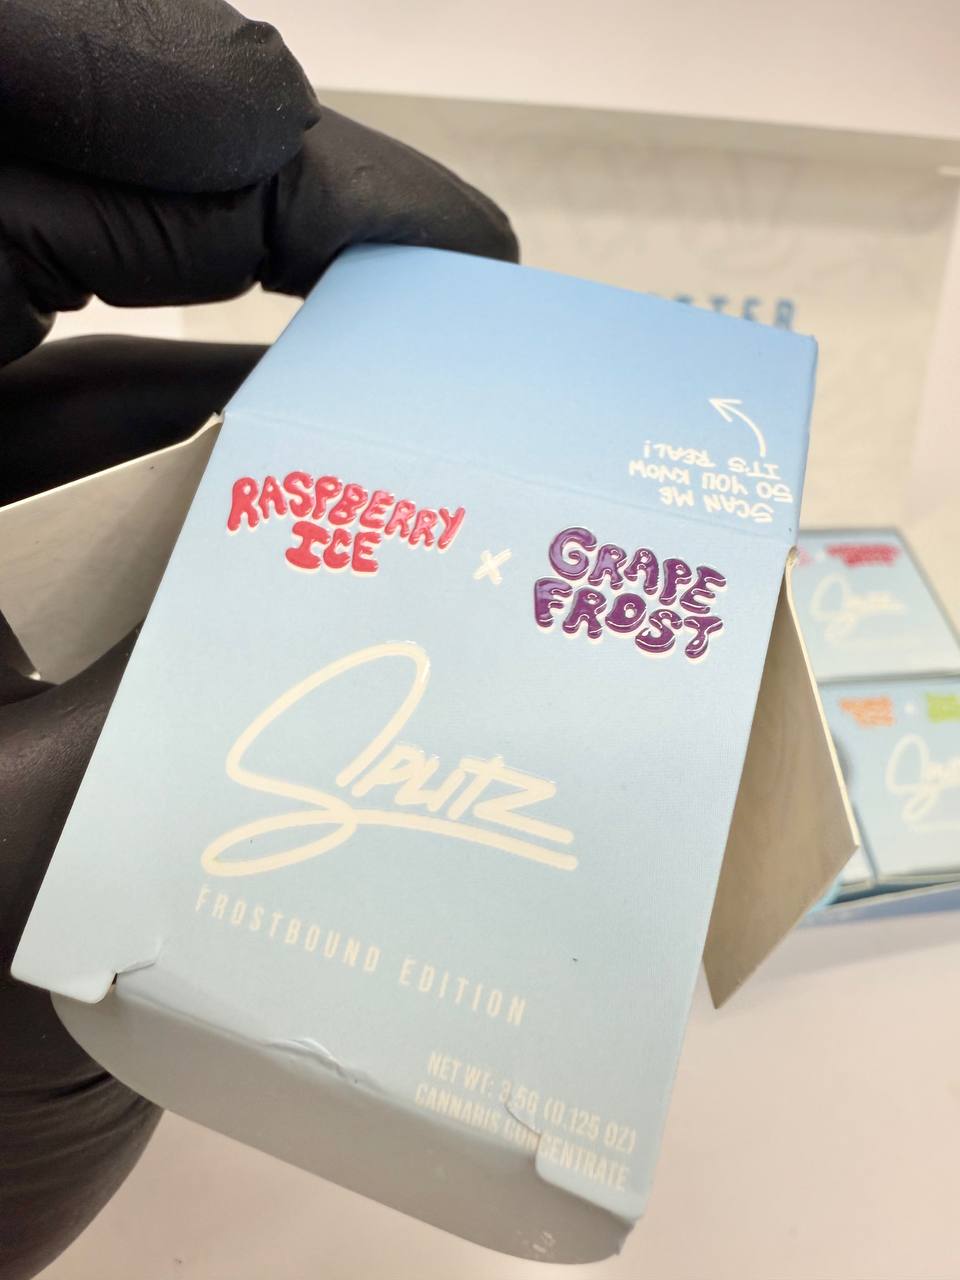 SCAN ME
SO YOU KNOW
IT'S REAL!
RASPBERRY
ICE
X
GRAPE
FROST
Splitz
FROSTBOUND EDITION
NET WT: 3.5G (0.125 OZ)
CANNABIS CONCENTRATE